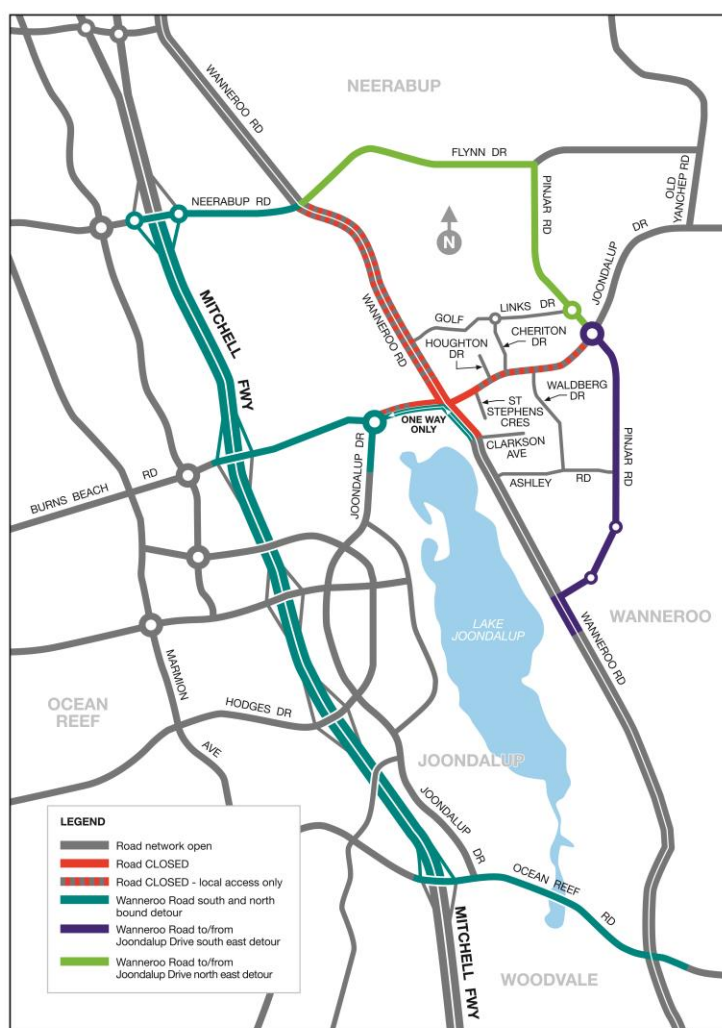 NEERABUP
WANNEROO RD
FLYNN DR
OLD
YANCHEP RD
NEERABUP RD
PINJAR RD
N
JOONDALUP DR
MITCHELL
FWY
WANNEROO RD
GOLF LINKS DR
CHERITON
DR
HOUGHTON
DR
WALDBERG
DR
ST
STEPHENS
CRES
ONE WAY
ONLY
CLARKSON
AVE
JOONDALUP DR
PINJAR RD
BURNS BEACH RD
ASHLEY RD
LAKE
JOONDALUP
WANNEROO
WANNEROO RD
MARMION AVE
OCEAN
REEF
HODGES DR
JOONDALUP
JOONDALUP DR
OCEAN REEF RD
MITCHELL FWY
WOODVALE
LEGEND
Road network open
Road CLOSED
Road CLOSED - local access only
Wanneroo Road south and north
bound detour
Wanneroo Road to/from
Joondalup Drive south east detour
Wanneroo Road to/from
Joondalup Drive north east detour